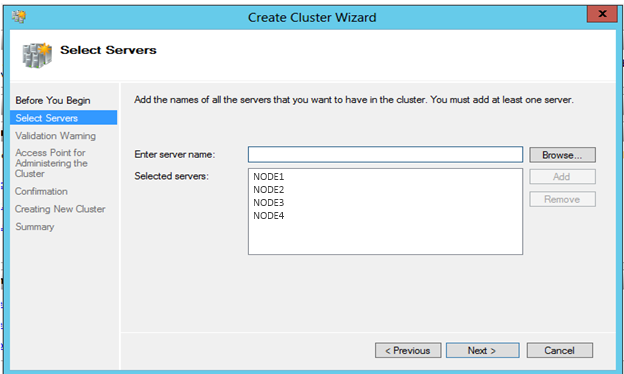 Create Cluster Wizard
Select Servers
Before You Begin
Select Servers
Validation Warning
Access Point for
Administering the
Cluster
Confirmation
Creating New Cluster
Summary
Add the names of all the servers that you want to have in the cluster. You must add at least one server.
Enter server name:
Browse...
Selected servers:
NODE1
NODE2
NODE3
NODE4
Add
Remove
< Previous
Next >
Cancel